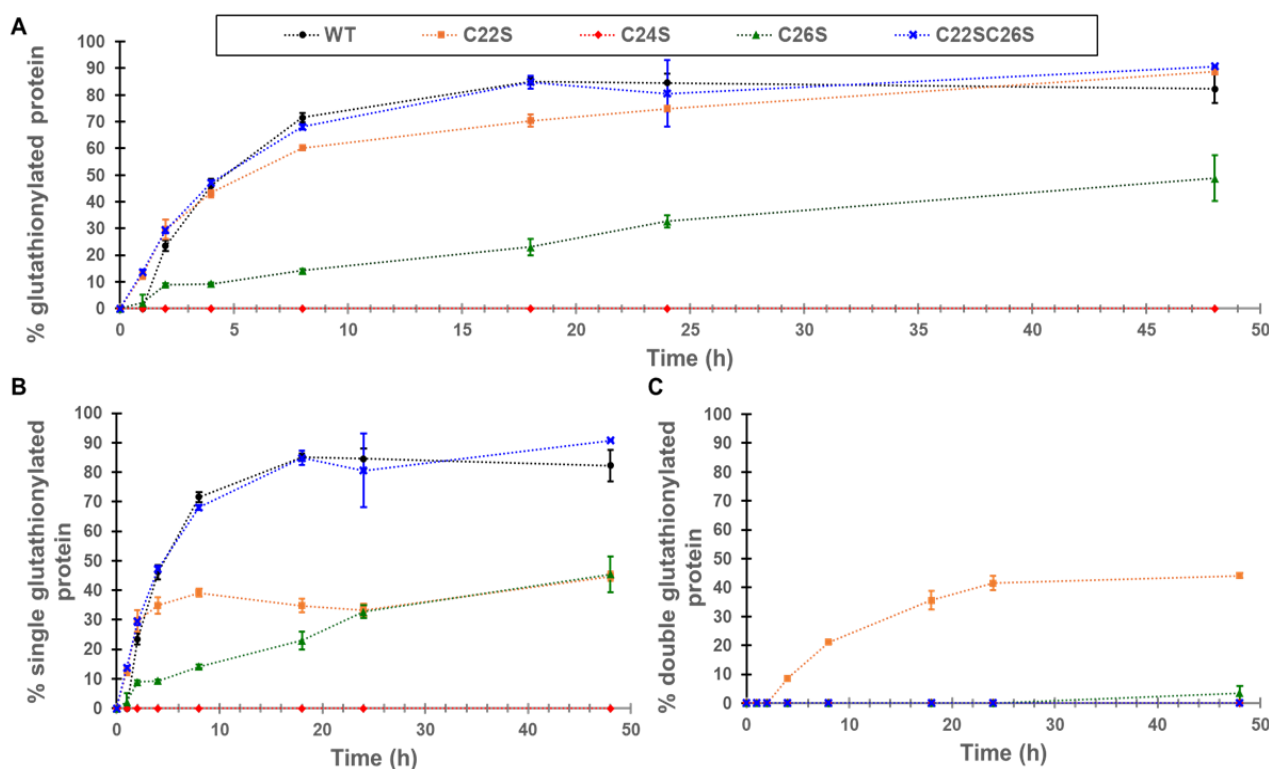 A
WT C22S C24S C26S C22SC26S
% glutathionylated protein
100
90
80
70
60
50
40
30
20
10
0
0 5 10 15 20 25 30 35 40 45 50
Time (h)
B
% single glutathionylated
protein
100
90
80
70
60
50
40
30
20
10
0
0 10 20 30 40 50
Time (h)
C
% double glutathionylated
protein
100
90
80
70
60
50
40
30
20
10
0
0 10 20 30 40 50
Time (h)